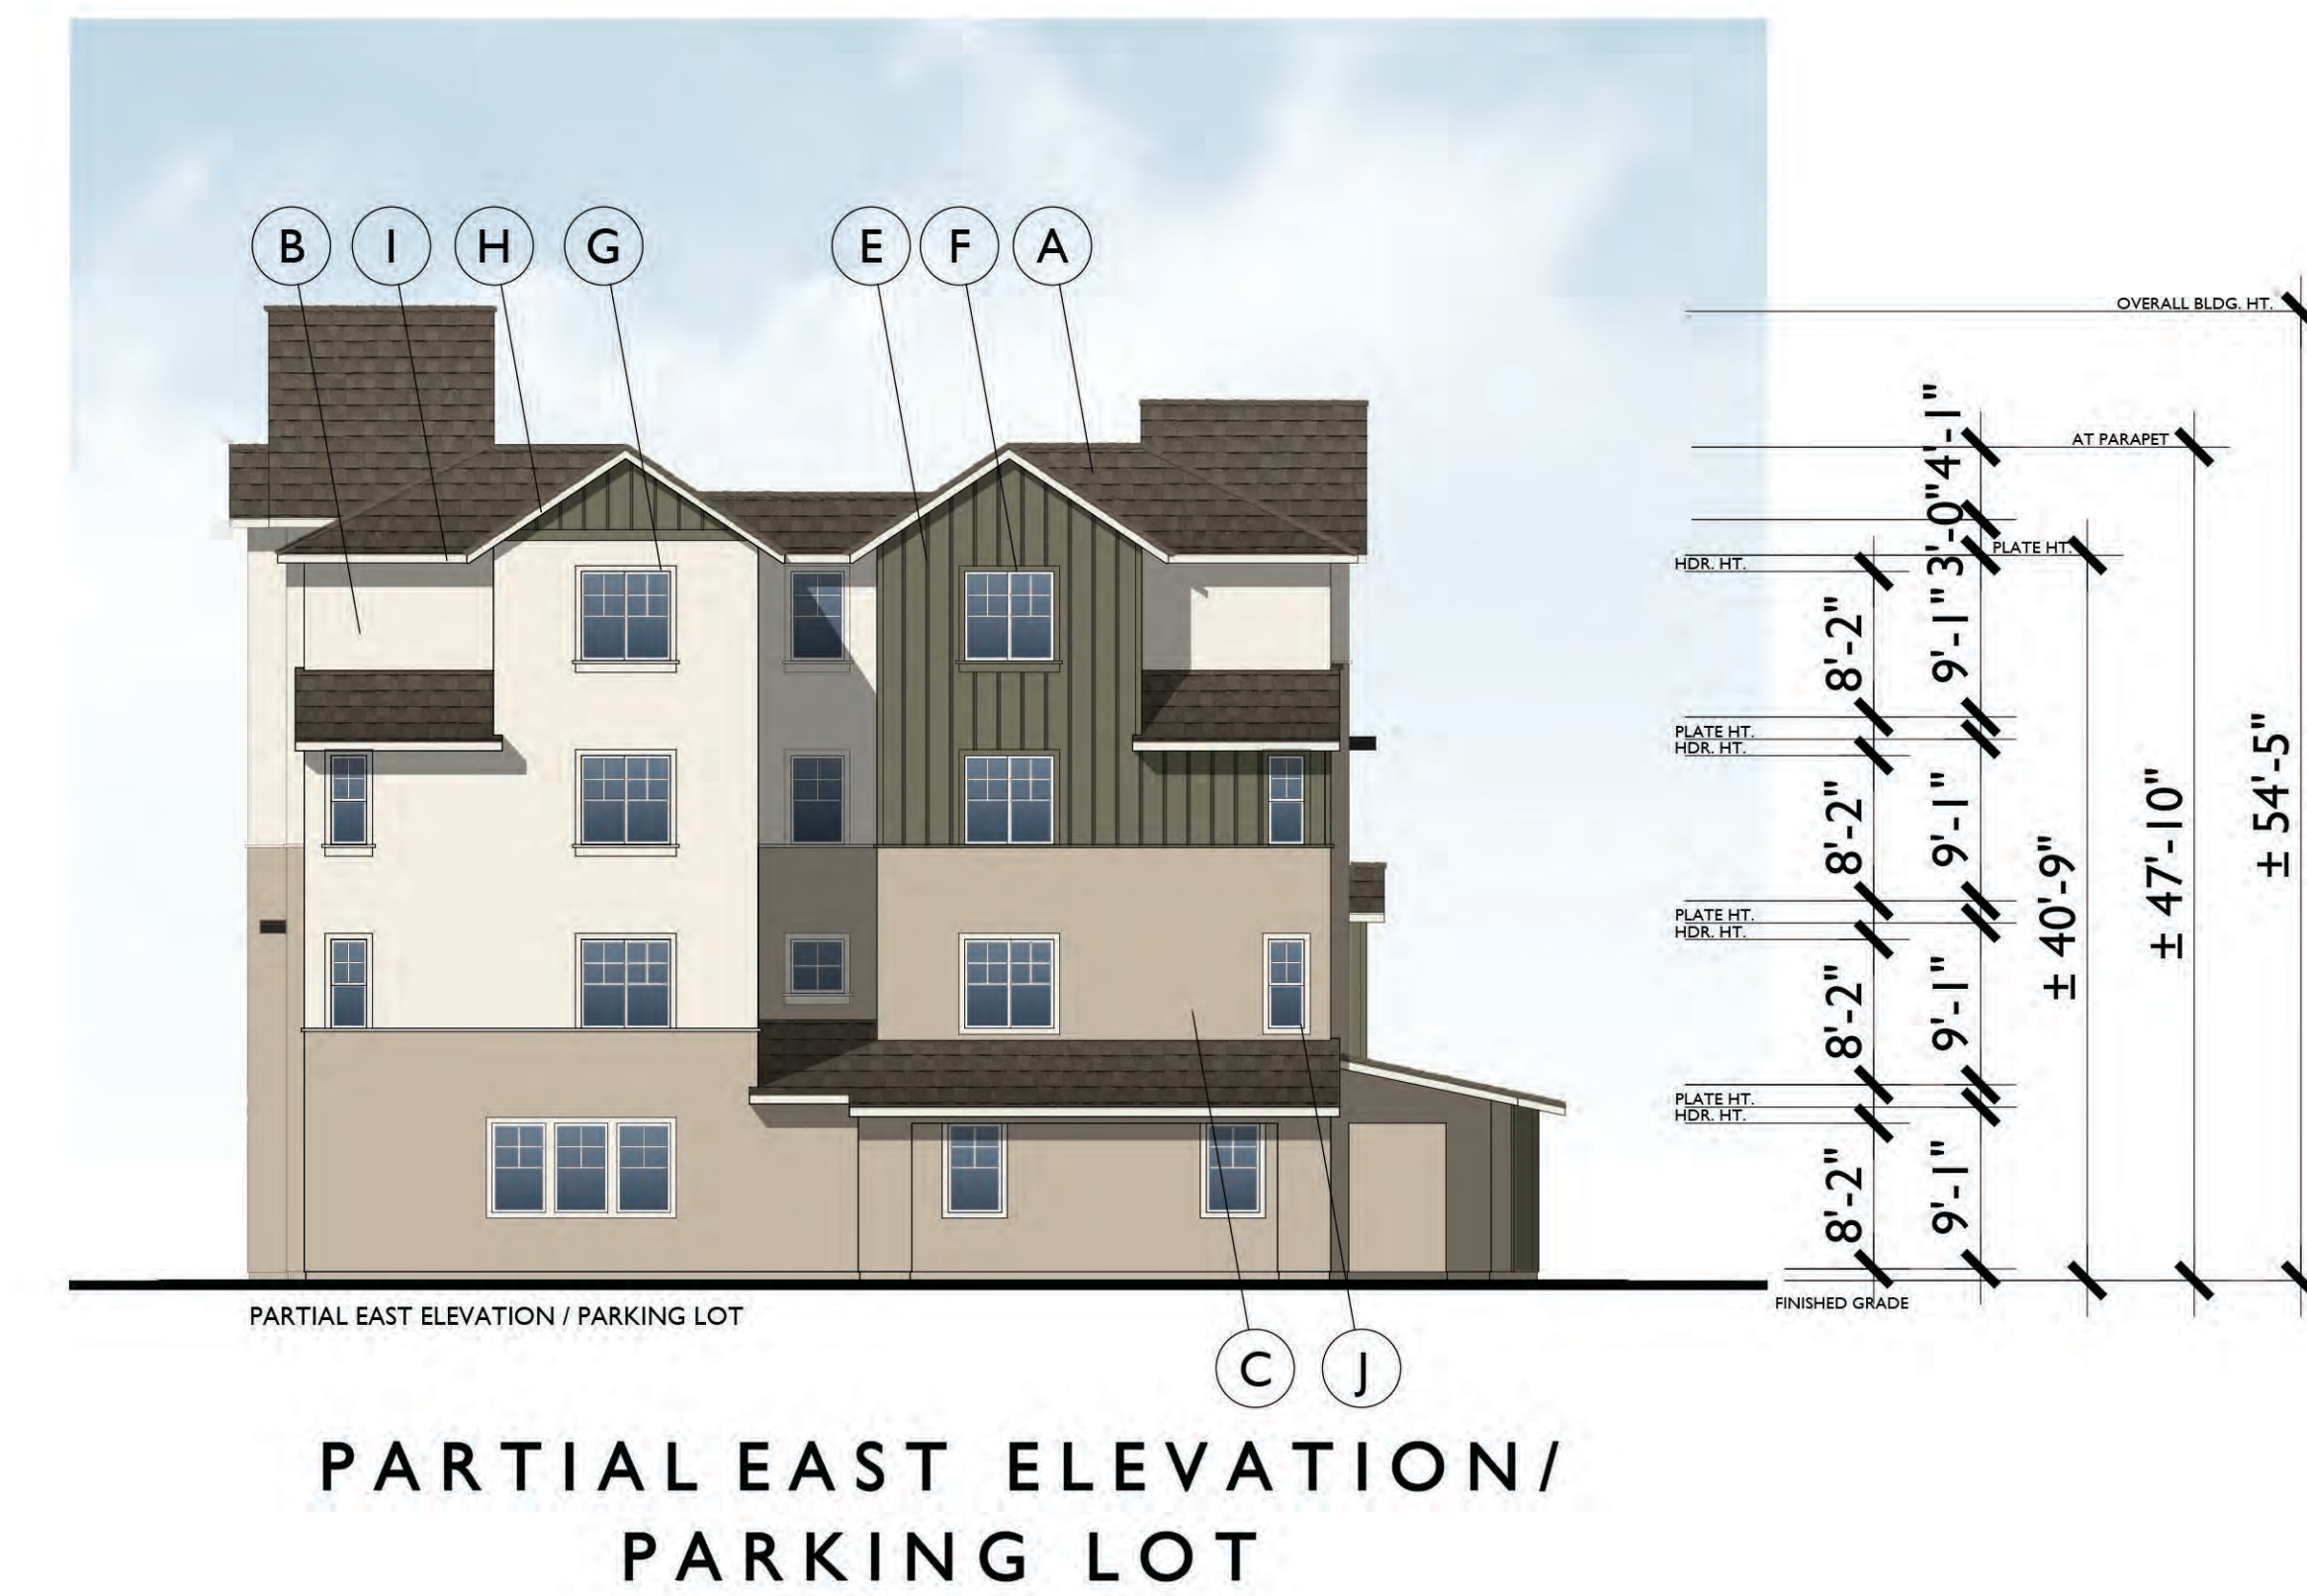 B I H G E F A
OVERALL BLDG. HT.
AT PARAPET
4'-1"
3'-0"
PLATE HT.
HDR. HT.
8'-2"
9'-1"
PLATE HT.
HDR. HT.
8'-2"
9'-1"
± 54'-5"
PLATE HT.
HDR. HT.
8'-2"
9'-1"
± 40'-9"
± 47'-10"
PLATE HT.
HDR. HT.
8'-2"
9'-1"
FINISHED GRADE
PARTIAL EAST ELEVATION / PARKING LOT
C J
PARTIAL EAST ELEVATION/
PARKING LOT